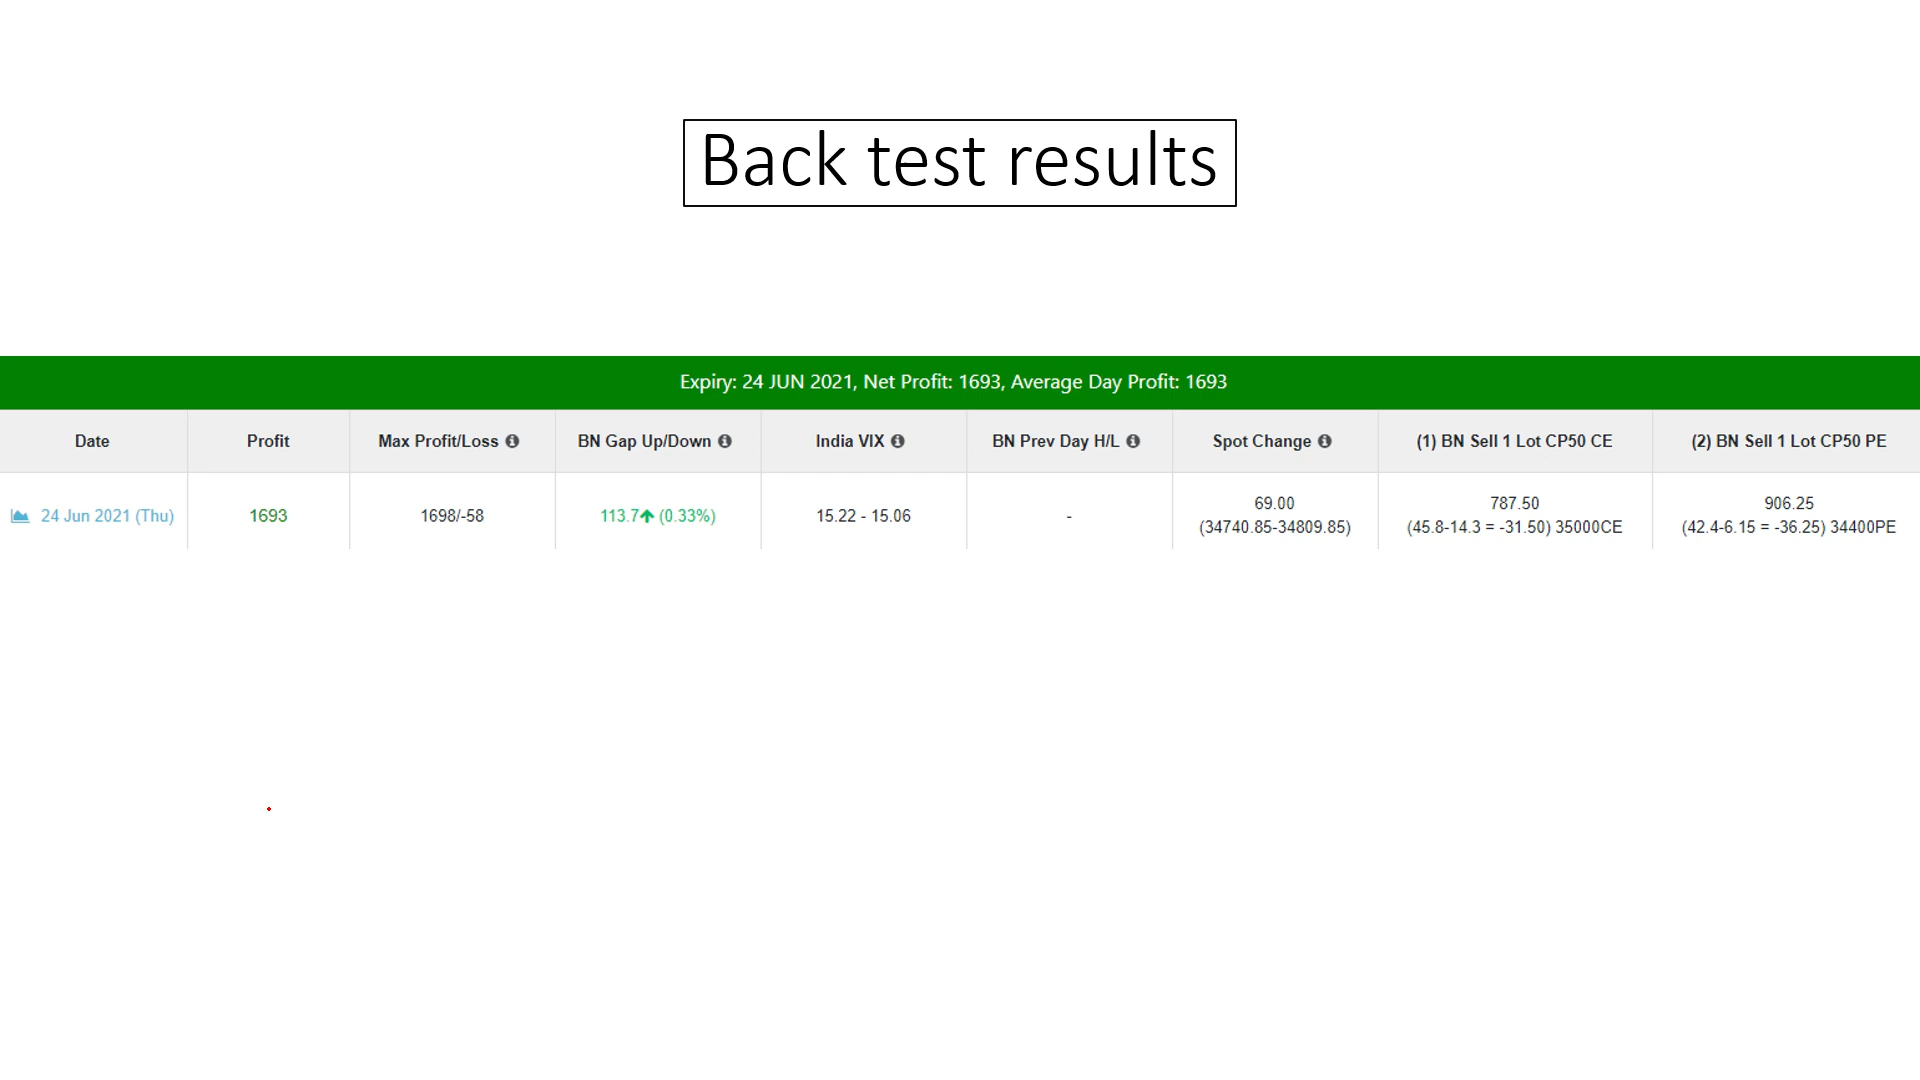 Back test results
Expiry: 24 JUN 2021, Net Profit: 1693, Average Day Profit: 1693
Date Profit Max Profit/Loss BN Gap Up/Down India VIX BN Prev Day H/L Spot Change (1) BN Sell 1 Lot CP50 CE (2) BN Sell 1 Lot CP50 PE
24 Jun 2021 (Thu) 1693 1698/-58 113.7 (0.33%) 15.22 - 15.06 - 69.00 787.50 906.25
(34740.85-34809.85) (45.8-14.3 = -31.50) 35000CE (42.4-6.15 = -36.25) 34400PE